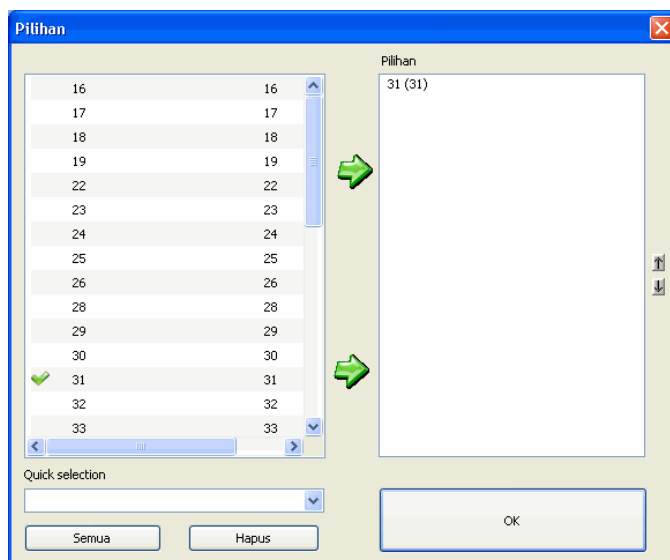 Pilihan
Pilihan
16 16
17 17
18 18
19 19
22 22
23 23
24 24
25 25
26 26
28 28
29 29
30 30
31 31
32 32
33 33
31 (31)
Quick selection
Semua
Hapus
OK